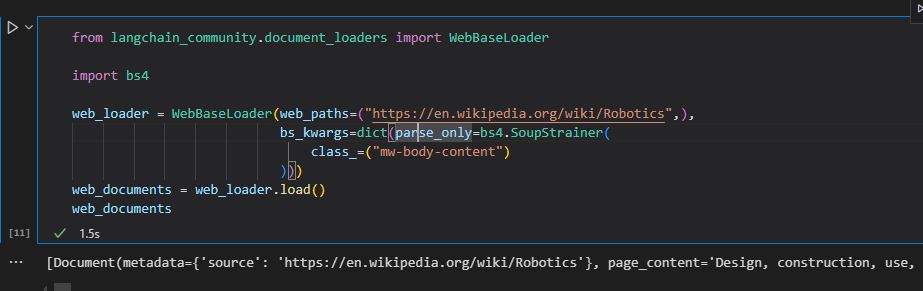 from langchain_community.document_loaders import WebBaseLoader
import bs4
web_loader = WebBaseLoader(web_paths=("https://en.wikipedia.org/wiki/Robotics",),
bs_kwargs=dict(parse_only=bs4.SoupStrainer(
class_=("mw-body-content")
)))
web_documents = web_loader.load()
web_documents
[11] 1.5s
[Document(metadata={'source': 'https://en.wikipedia.org/wiki/Robotics'}, page_content='Design, construction, use,